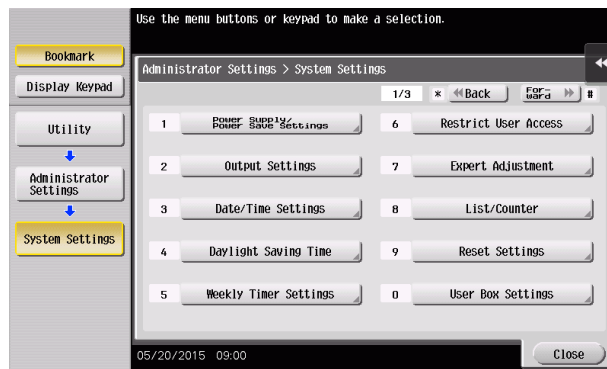 Use the menu buttons or keypad to make a selection.
Bookmark
Display Keypad
Utility
Administrator
Settings
System Settings
Administrator Settings > System Settings
1/3 * Back For-
ward #
1 Power Supply/
Power Save Settings
6 Restrict User Access
2 Output Settings
7 Expert Adjustment
3 Date/Time Settings
8 List/Counter
4 Daylight Saving Time
9 Reset Settings
5 Weekly Timer Settings
0 User Box Settings
05/20/2015 09:00
Close